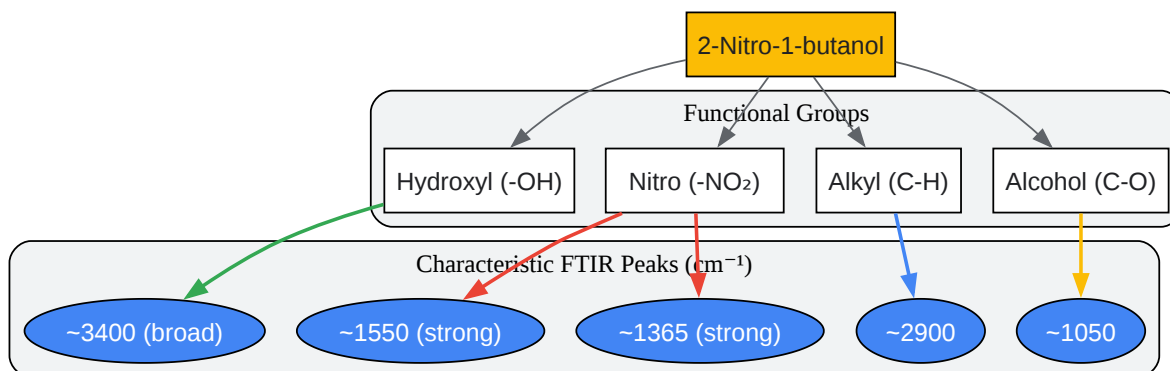 2-Nitro-1-butanol
Functional Groups
Hydroxyl (-OH)
Nitro (-NO₂)
Alkyl (C-H)
Alcohol (C-O)
Characteristic FTIR Peaks (cm⁻¹)
~3400 (broad)
~1550 (strong)
~1365 (strong)
~2900
~1050